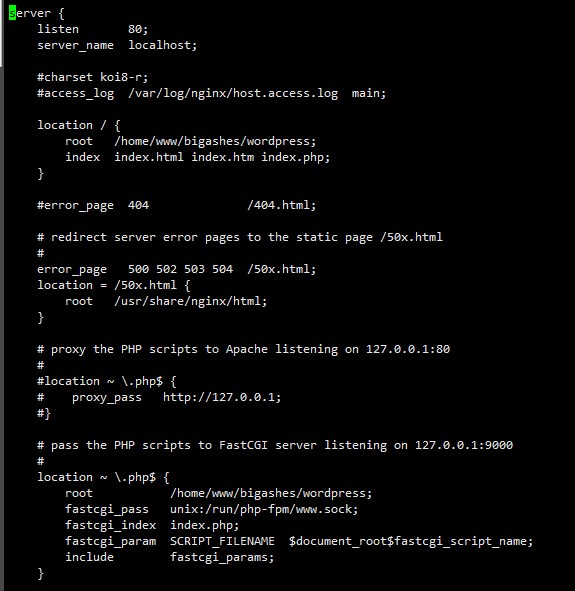 server {
    listen       80;
    server_name  localhost;
    #charset koi8-r;
    #access_log  /var/log/nginx/host.access.log  main;
    location / {
        root   /home/www/bigashes/wordpress;
        index  index.html index.htm index.php;
    }
    #error_page  404              /404.html;
    # redirect server error pages to the static page /50x.html
    #
    error_page   500 502 503 504  /50x.html;
    location = /50x.html {
        root   /usr/share/nginx/html;
    }
    # proxy the PHP scripts to Apache listening on 127.0.0.1:80
    #
    #location ~ \.php$ {
    #    proxy_pass   http://127.0.0.1;
    #}
    # pass the PHP scripts to FastCGI server listening on 127.0.0.1:9000
    #
    location ~ \.php$ {
        root           /home/www/bigashes/wordpress;
        fastcgi_pass   unix:/run/php-fpm/www.sock;
        fastcgi_index  index.php;
        fastcgi_param  SCRIPT_FILENAME  $document_root$fastcgi_script_name;
        include        fastcgi_params;
    }